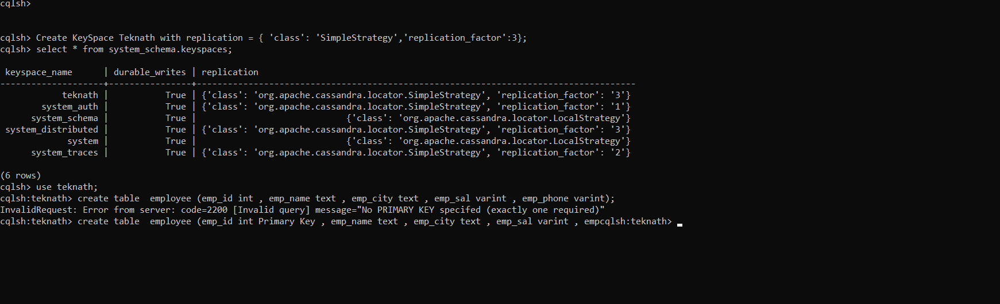 cqlsh>
cqlsh> Create KeySpace Teknath with replication = { 'class': 'SimpleStrategy','replication_factor':3};
cqlsh> select * from system_schema.keyspaces;
 keyspace_name      | durable_writes | replication
--------------------+----------------+-------------------------------------------------------------------------------------
            teknath |           True | {'class': 'org.apache.cassandra.locator.SimpleStrategy', 'replication_factor': '3'}
        system_auth |           True | {'class': 'org.apache.cassandra.locator.SimpleStrategy', 'replication_factor': '1'}
      system_schema |           True |                             {'class': 'org.apache.cassandra.locator.LocalStrategy'}
 system_distributed |           True | {'class': 'org.apache.cassandra.locator.SimpleStrategy', 'replication_factor': '3'}
             system |           True |                             {'class': 'org.apache.cassandra.locator.LocalStrategy'}
      system_traces |           True | {'class': 'org.apache.cassandra.locator.SimpleStrategy', 'replication_factor': '2'}
(6 rows)
cqlsh> use teknath;
cqlsh:teknath> create table  employee (emp_id int , emp_name text , emp_city text , emp_sal varint , emp_phone varint);
InvalidRequest: Error from server: code=2200 [Invalid query] message="No PRIMARY KEY specifed (exactly one required)"
cqlsh:teknath> create table  employee (emp_id int Primary Key , emp_name text , emp_city text , emp_sal varint , empcqlsh:teknath>